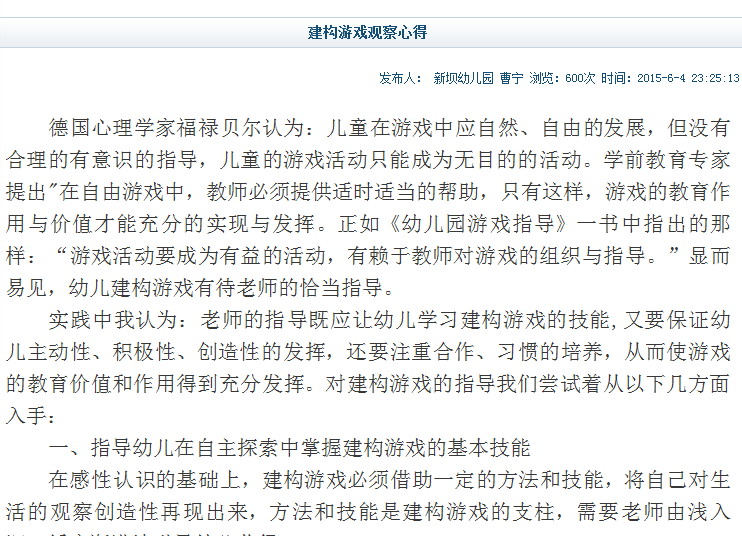 建构游戏观察心得
发布人： 新坝幼儿园 曹宁 浏览：600次 时间：2015-6-4 23:25:13
德国心理学家福禄贝尔认为：儿童在游戏中应自然、自由的发展，但没有
合理的有意识的指导，儿童的游戏活动只能成为无目的的活动。学前教育专家
提出"在自由游戏中，教师必须提供适时适当的帮助，只有这样，游戏的教育作
用与价值才能充分的实现与发挥。正如《幼儿园游戏指导》一书中指出的那
样：“游戏活动要成为有益的活动，有赖于教师对游戏的组织与指导。”显而
易见，幼儿建构游戏有待老师的恰当指导。
实践中我认为：老师的指导既应让幼儿学习建构游戏的技能,又要保证幼
儿主动性、积极性、创造性的发挥，还要注重合作、习惯的培养，从而使游戏
的教育价值和作用得到充分发挥。对建构游戏的指导我们尝试着从以下几方面
入手：
一、指导幼儿在自主探索中掌握建构游戏的基本技能
在感性认识的基础上，建构游戏必须借助一定的方法和技能，将自己对生
活的观察创造性再现出来，方法和技能是建构游戏的支柱，需要老师由浅入